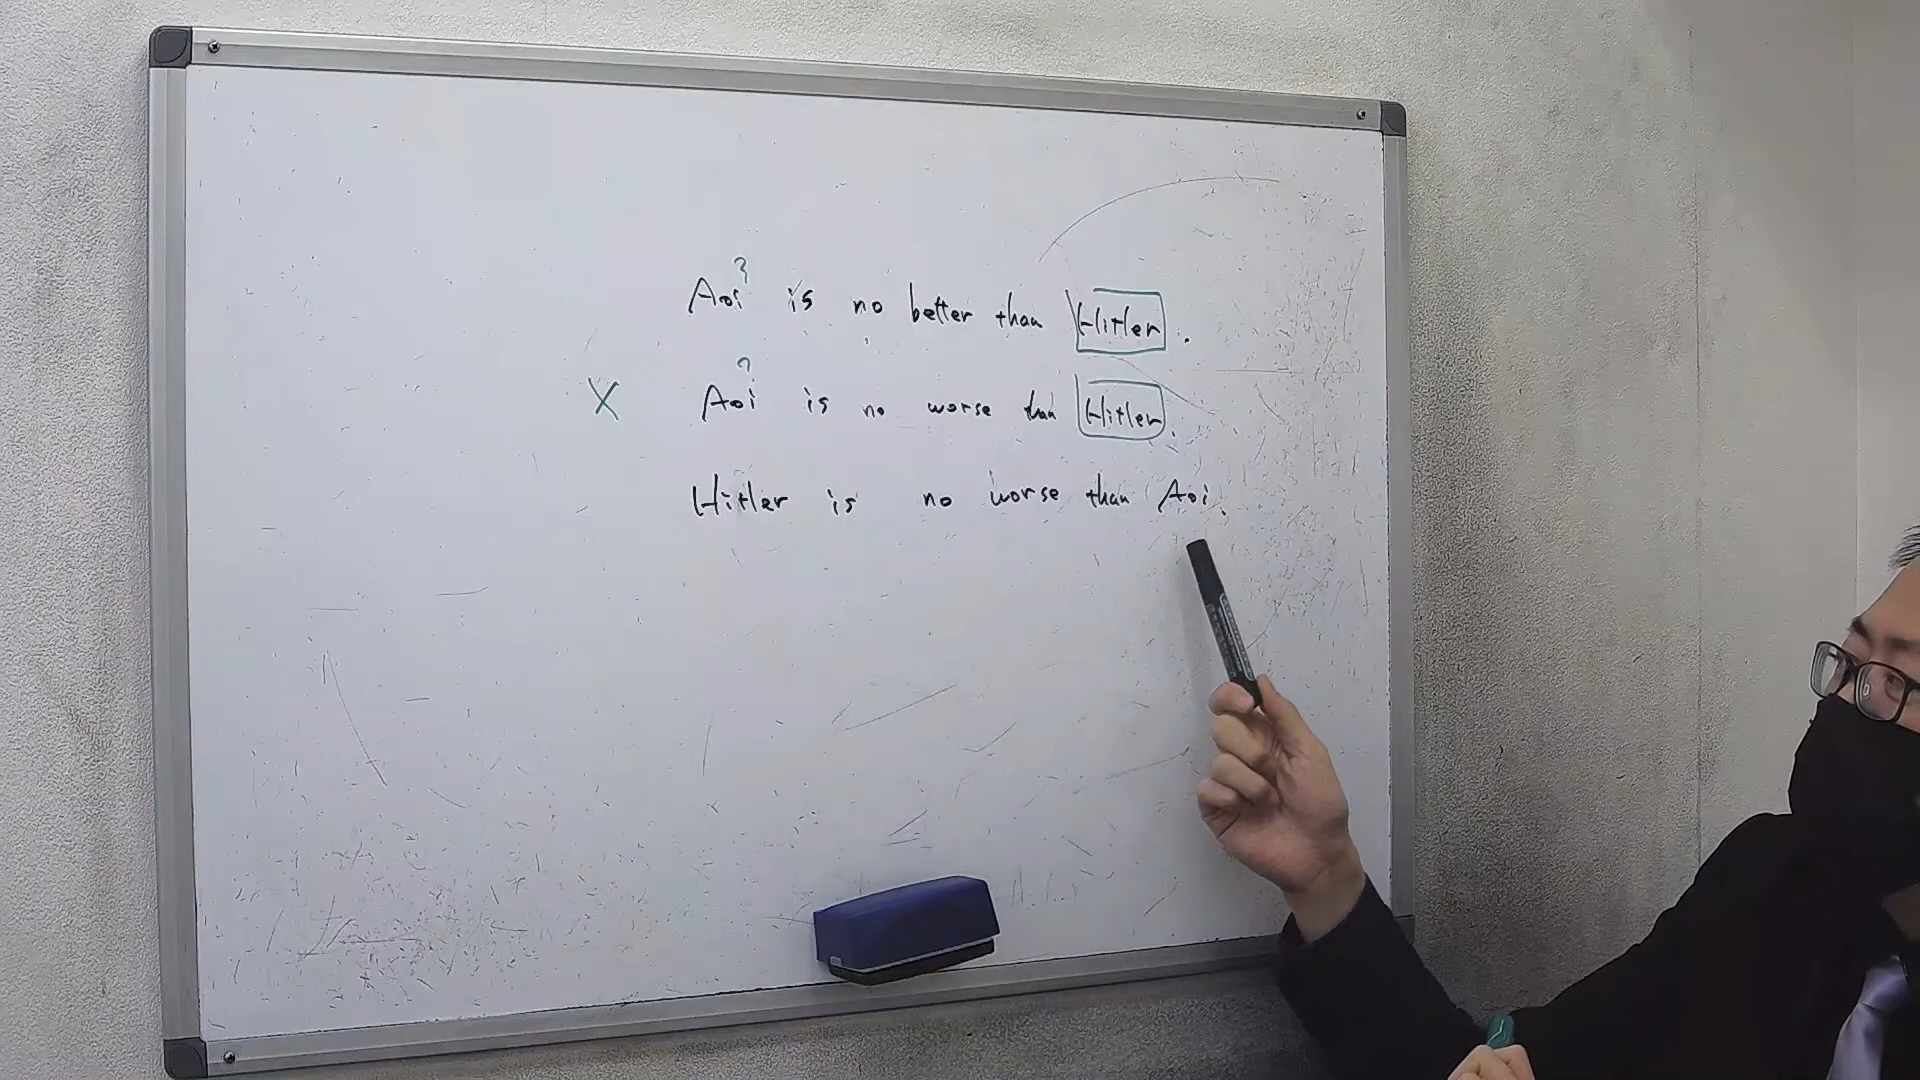 ?
Aoi is no better than Hitler.
?
X Aoi is no worse than Hitler.
Hitler is no worse than Aoi.